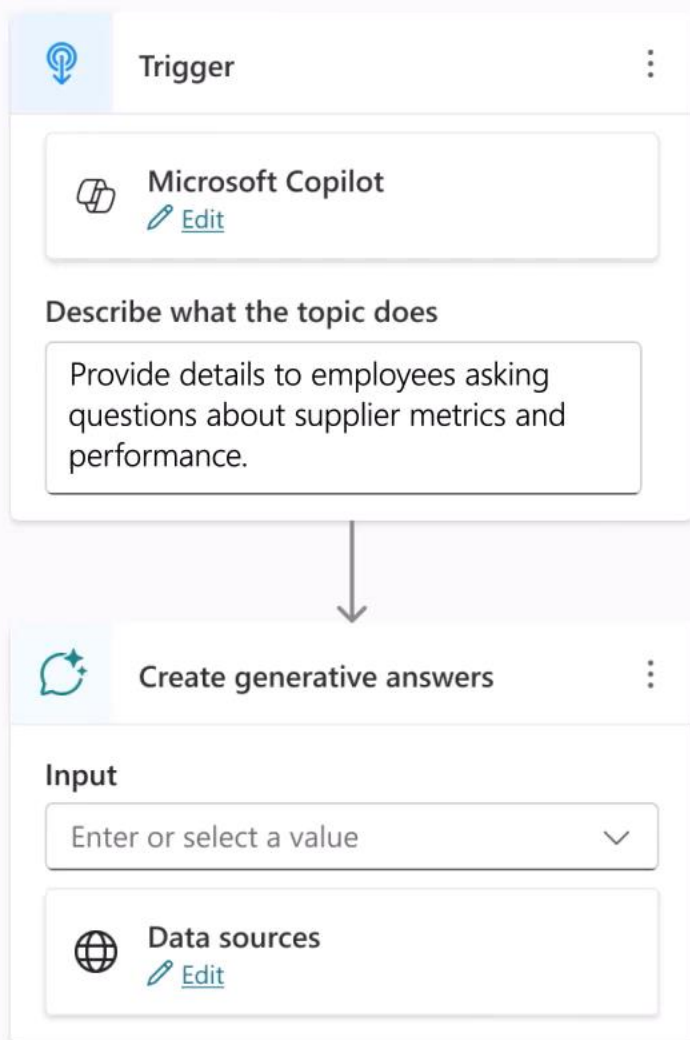 Trigger
Microsoft Copilot
Edit
Describe what the topic does
Provide details to employees asking
questions about supplier metrics and
performance.
Create generative answers
Input
Enter or select a value
Data sources
Edit